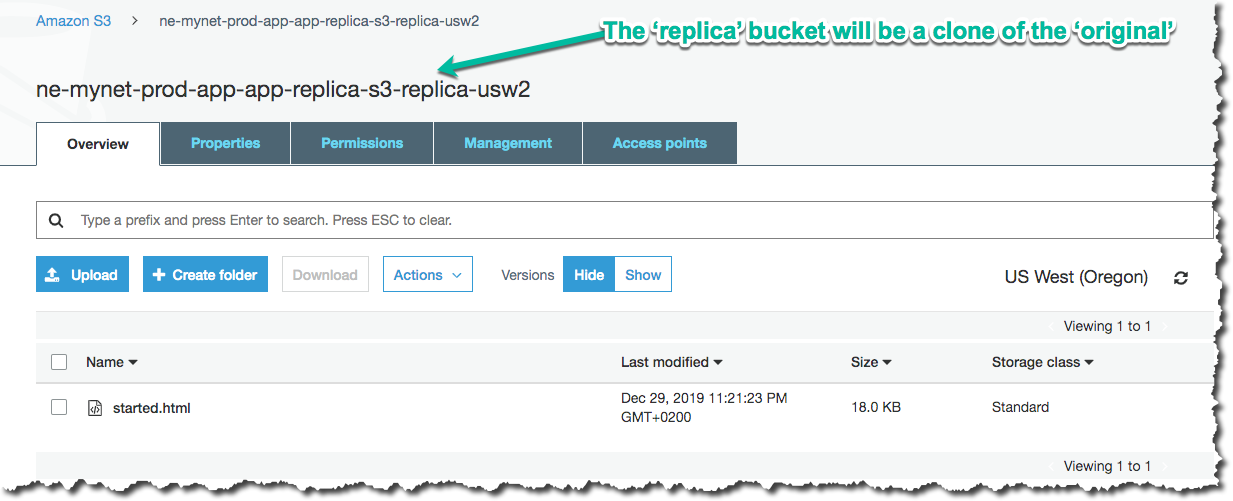 Amazon S3 > ne-mynet-prod-app-app-replica-s3-replica-usw2
The ‘replica’ bucket will be a clone of the ‘original’
ne-mynet-prod-app-app-replica-s3-replica-usw2
Overview Properties Permissions Management Access points
Type a prefix and press Enter to search. Press ESC to clear.
Upload + Create folder Download Actions Versions Hide Show US West (Oregon)
Viewing 1 to 1
Name Last modified Size Storage class
started.html Dec 29, 2019 11:21:23 PM 18.0 KB Standard
GMT+0200
Viewing 1 to 1